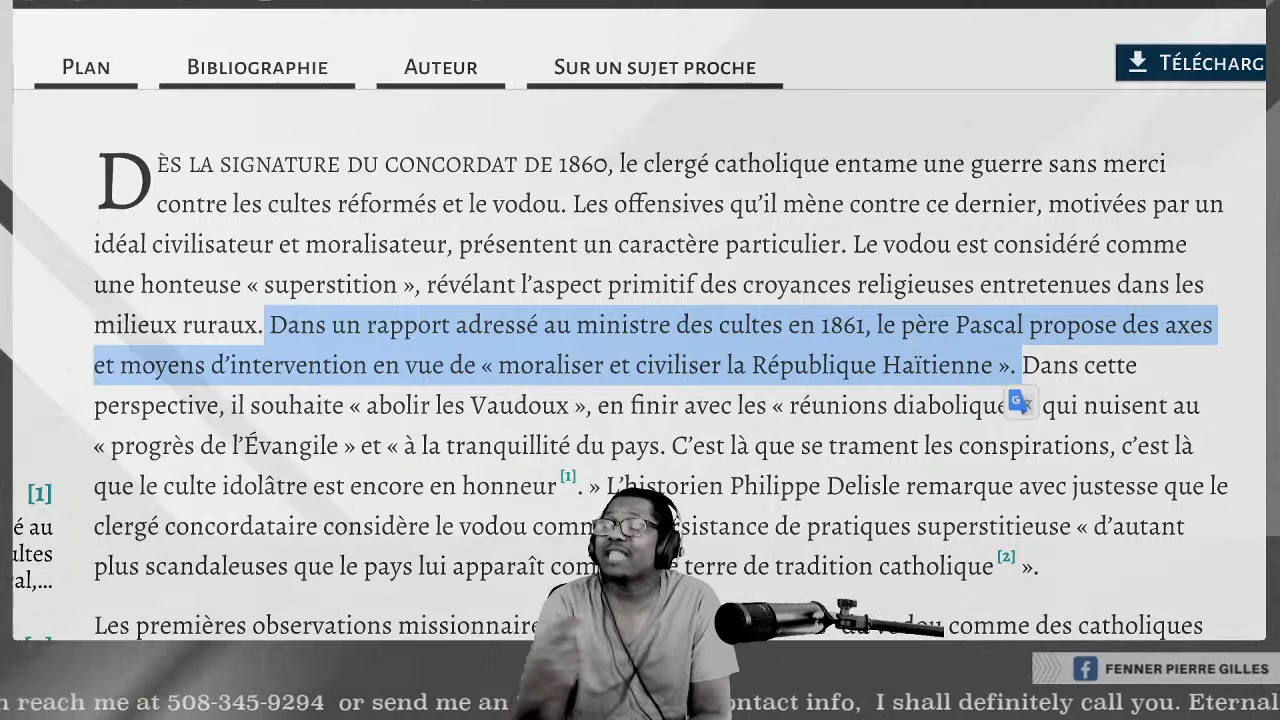 PLAN
BIBLIOGRAPHIE
AUTEUR
SUR UN SUJET PROCHE
TÉLÉCHARG
DÈS LA SIGNATURE DU CONCORDAT DE 1860, le clergé catholique entame une guerre sans merci
contre les cultes réformés et le vodou. Les offensives qu’il mène contre ce dernier, motivées par un
idéal civilisateur et moralisateur, présentent un caractère particulier. Le vodou est considéré comme
une honteuse « superstition », révélant l’aspect primitif des croyances religieuses entretenues dans les
milieux ruraux. Dans un rapport adressé au ministre des cultes en 1861, le père Pascal propose des axes
et moyens d’intervention en vue de « moraliser et civiliser la République Haïtienne ». Dans cette
perspective, il souhaite « abolir les Vaudoux », en finir avec les « réunions diabolique qui nuisent au
« progrès de l’Évangile » et « à la tranquillité du pays. C’est là que se trament les conspirations, c’est là
que le culte idolâtre est encore en honneur [1]. » L’historien Philippe Delisle remarque avec justesse que le
clergé concordataire considère le vodou comm sistance de pratiques superstitieuse « d’autant
plus scandaleuses que le pays lui apparaît com terre de tradition catholique [2] ».
Les premières observations missionnaire du vodou comme des catholiques
[1]
é au
ultes
al,...
FENNER PIERRE GILLES
n reach me at 508-345-9294 or send me an ontact info, I shall definitely call you. Eternal